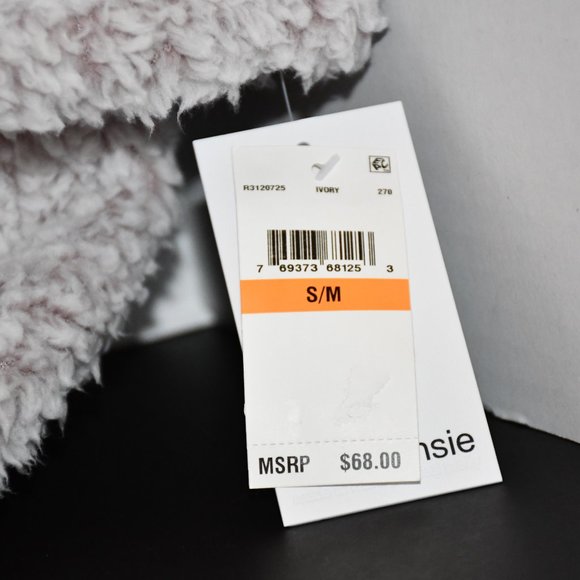 R3120725 IVORY 270
7 69373 68125 3
S/M
nsie
MSRP $68.00